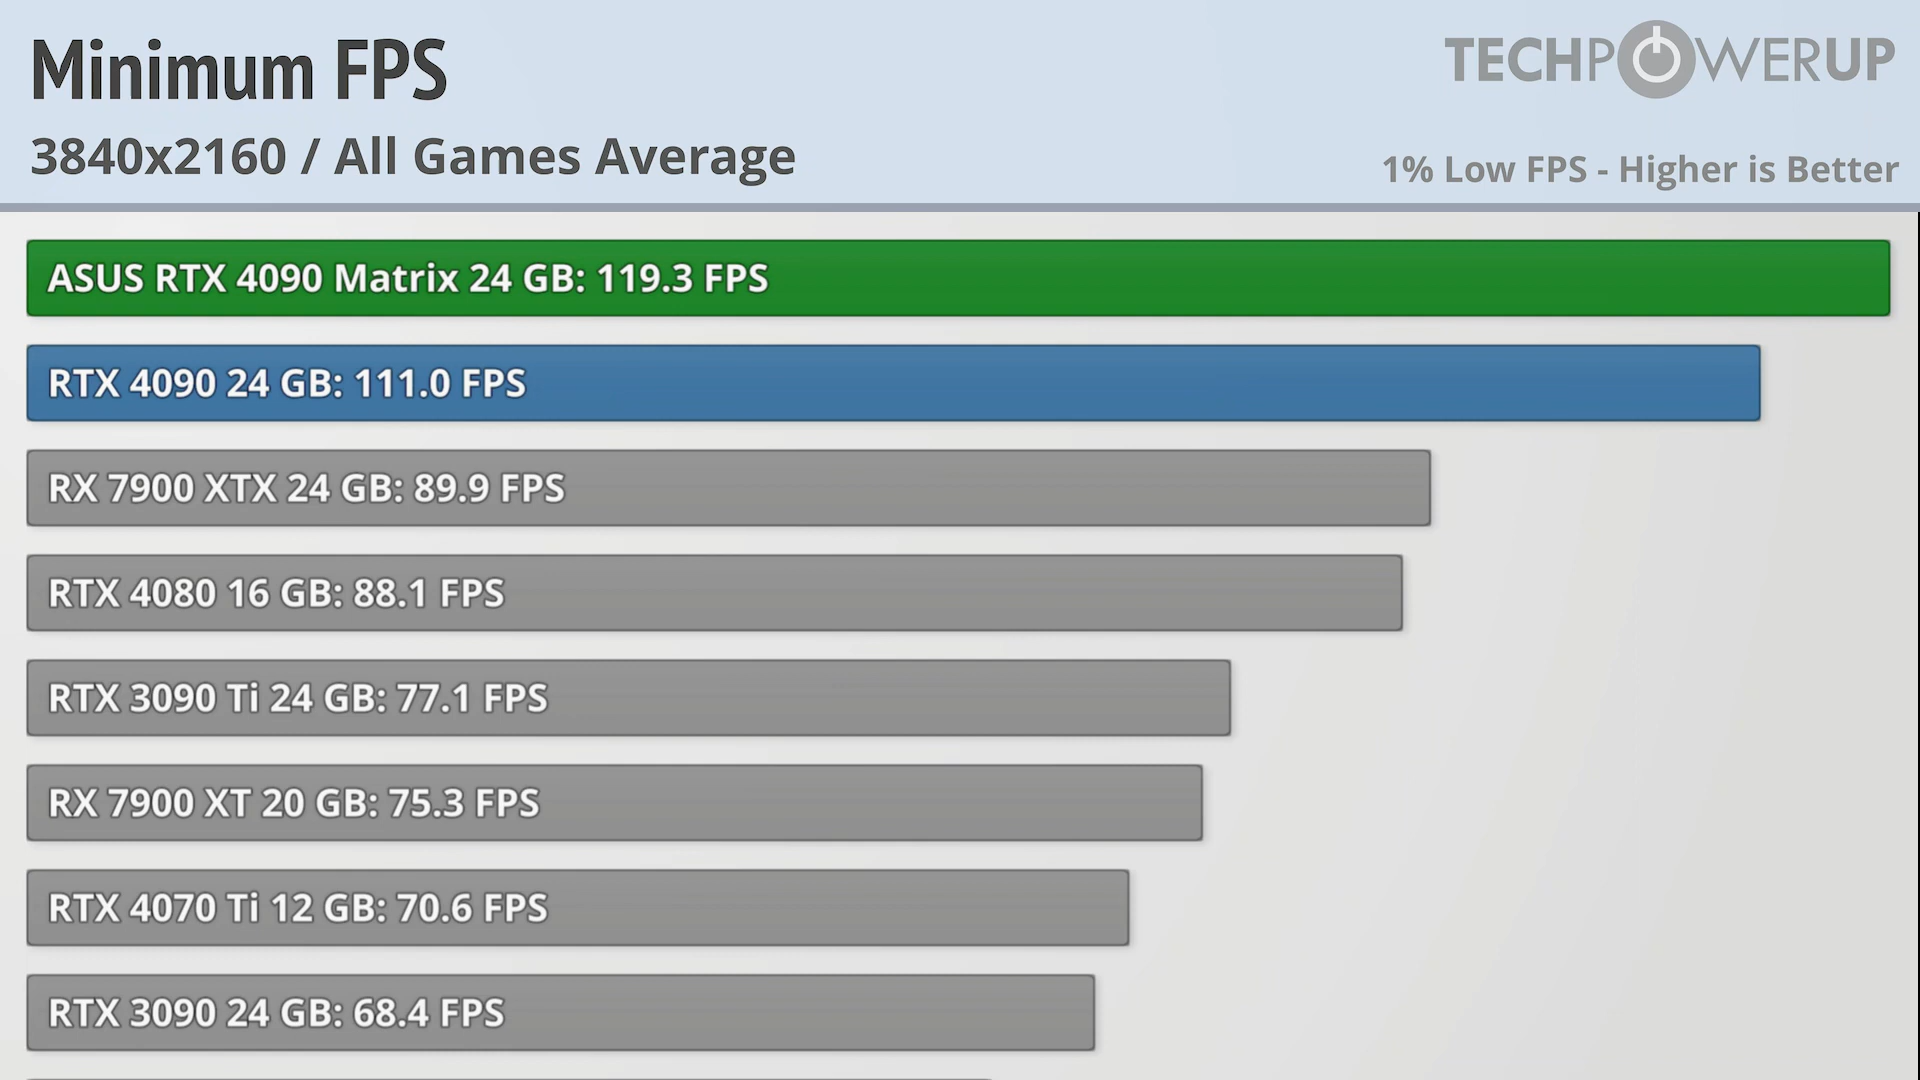 Minimum FPS
TECHPOWERUP
3840x2160 / All Games Average
1% Low FPS - Higher is Better
ASUS RTX 4090 Matrix 24 GB: 119.3 FPS
RTX 4090 24 GB: 111.0 FPS
RX 7900 XTX 24 GB: 89.9 FPS
RTX 4080 16 GB: 88.1 FPS
RTX 3090 Ti 24 GB: 77.1 FPS
RX 7900 XT 20 GB: 75.3 FPS
RTX 4070 Ti 12 GB: 70.6 FPS
RTX 3090 24 GB: 68.4 FPS